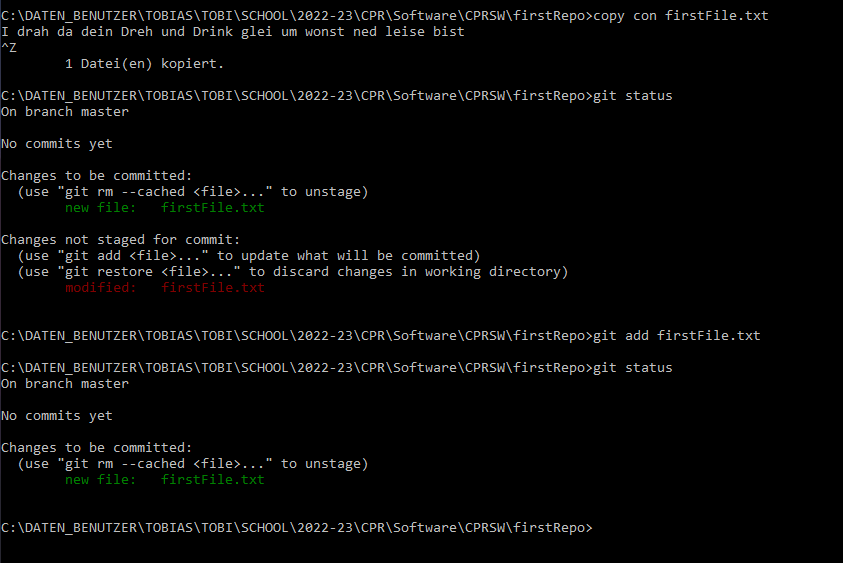 C:\DATEN_BENUTZER\TOBIAS\TOBI\SCHOOL\2022-23\CPR\Software\CPRSW\firstRepo>copy con firstFile.txt
I drah da dein Dreh und Drink glei um wonst ned leise bist
^Z
        1 Datei(en) kopiert.
C:\DATEN_BENUTZER\TOBIAS\TOBI\SCHOOL\2022-23\CPR\Software\CPRSW\firstRepo>git status
On branch master
No commits yet
Changes to be committed:
  (use "git rm --cached <file>..." to unstage)
        new file:   firstFile.txt
Changes not staged for commit:
  (use "git add <file>..." to update what will be committed)
  (use "git restore <file>..." to discard changes in working directory)
        modified:   firstFile.txt
C:\DATEN_BENUTZER\TOBIAS\TOBI\SCHOOL\2022-23\CPR\Software\CPRSW\firstRepo>git add firstFile.txt
C:\DATEN_BENUTZER\TOBIAS\TOBI\SCHOOL\2022-23\CPR\Software\CPRSW\firstRepo>git status
On branch master
No commits yet
Changes to be committed:
  (use "git rm --cached <file>..." to unstage)
        new file:   firstFile.txt
C:\DATEN_BENUTZER\TOBIAS\TOBI\SCHOOL\2022-23\CPR\Software\CPRSW\firstRepo>